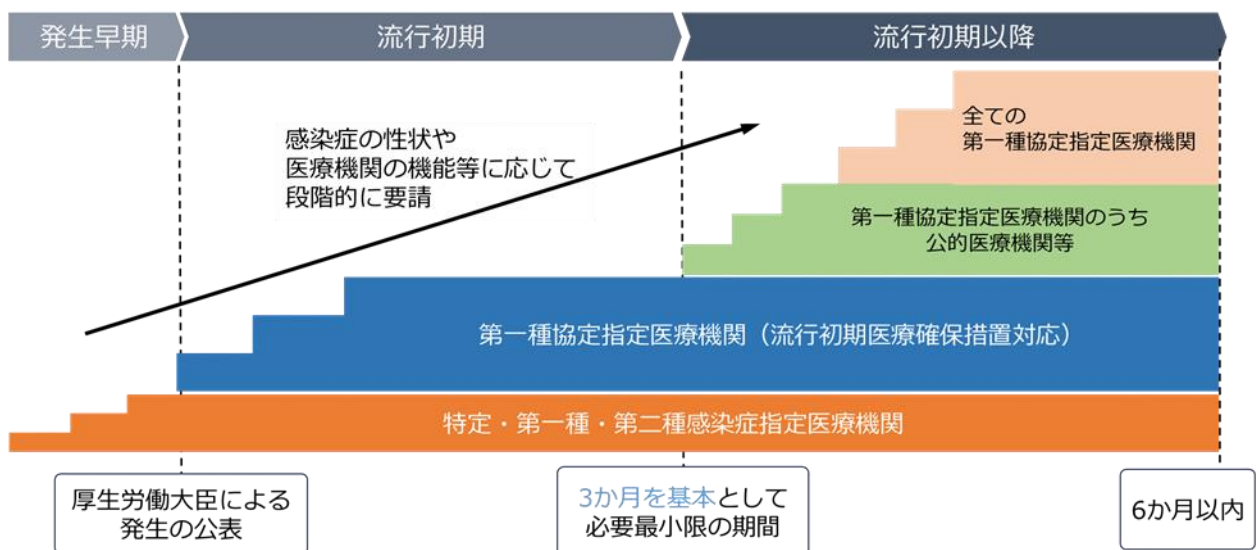 発生早期
流行初期
流行初期以降
感染症の性状や
医療機関の機能等に応じて
段階的に要請
全ての
第一種協定指定医療機関
第一種協定指定医療機関のうち
公的医療機関等
第一種協定指定医療機関（流行初期医療確保措置対応）
特定・第一種・第二種感染症指定医療機関
厚生労働大臣による
発生の公表
3か月を基本として
必要最小限の期間
6か月以内